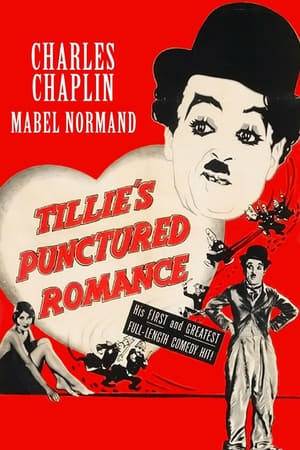 CHARLES
CHAPLIN
MABEL NORMAND
TILLIE'S
PUNCTURED
ROMANCE
His FIRST and GREATEST
FULL-LENGTH COMEDY HIT!